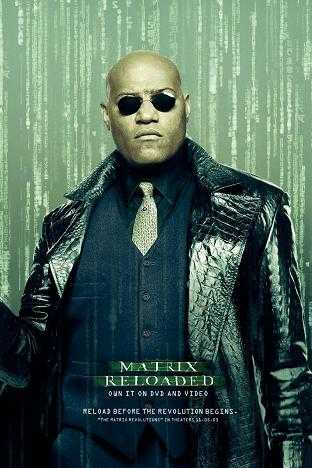 MATRIX
RELOADED
OWN IT ON DVD AND VIDEO
RELOAD BEFORE THE REVOLUTION BEGINS.
"THE MATRIX REVOLUTIONS" IN THEATERS 11-05-03